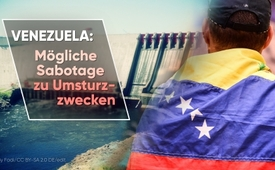 VENEZUELA:
Mögliche
Sabotage
zu Umsturz-
zwecken